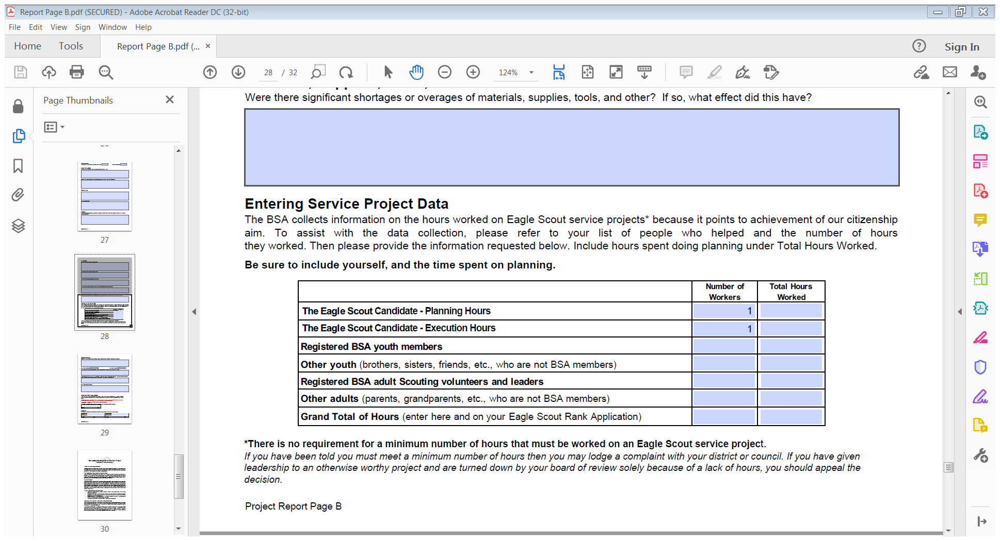 Report Page B.pdf (SECURED) - Adobe Acrobat Reader DC (32-bit)
File Edit View Sign Window Help
Home Tools Report Page B.pdf (... × ? Sign In
28 / 32 124%
Page Thumbnails
27
28
29
30
Were there significant shortages or overages of materials, supplies, tools, and other? If so, what effect did this have?
Entering Service Project Data
The BSA collects information on the hours worked on Eagle Scout service projects* because it points to achievement of our citizenship
aim. To assist with the data collection, please refer to your list of people who helped and the number of hours
they worked. Then please provide the information requested below. Include hours spent doing planning under Total Hours Worked.
Be sure to include yourself, and the time spent on planning.
Number of Workers
Total Hours Worked
The Eagle Scout Candidate - Planning Hours 1
The Eagle Scout Candidate - Execution Hours 1
Registered BSA youth members
Other youth (brothers, sisters, friends, etc., who are not BSA members)
Registered BSA adult Scouting volunteers and leaders
Other adults (parents, grandparents, etc., who are not BSA members)
Grand Total of Hours (enter here and on your Eagle Scout Rank Application)
*There is no requirement for a minimum number of hours that must be worked on an Eagle Scout service project.
If you have been told you must meet a minimum number of hours then you may lodge a complaint with your district or council. If you have given
leadership to an otherwise worthy project and are turned down by your board of review solely because of a lack of hours, you should appeal the
decision.
Project Report Page B